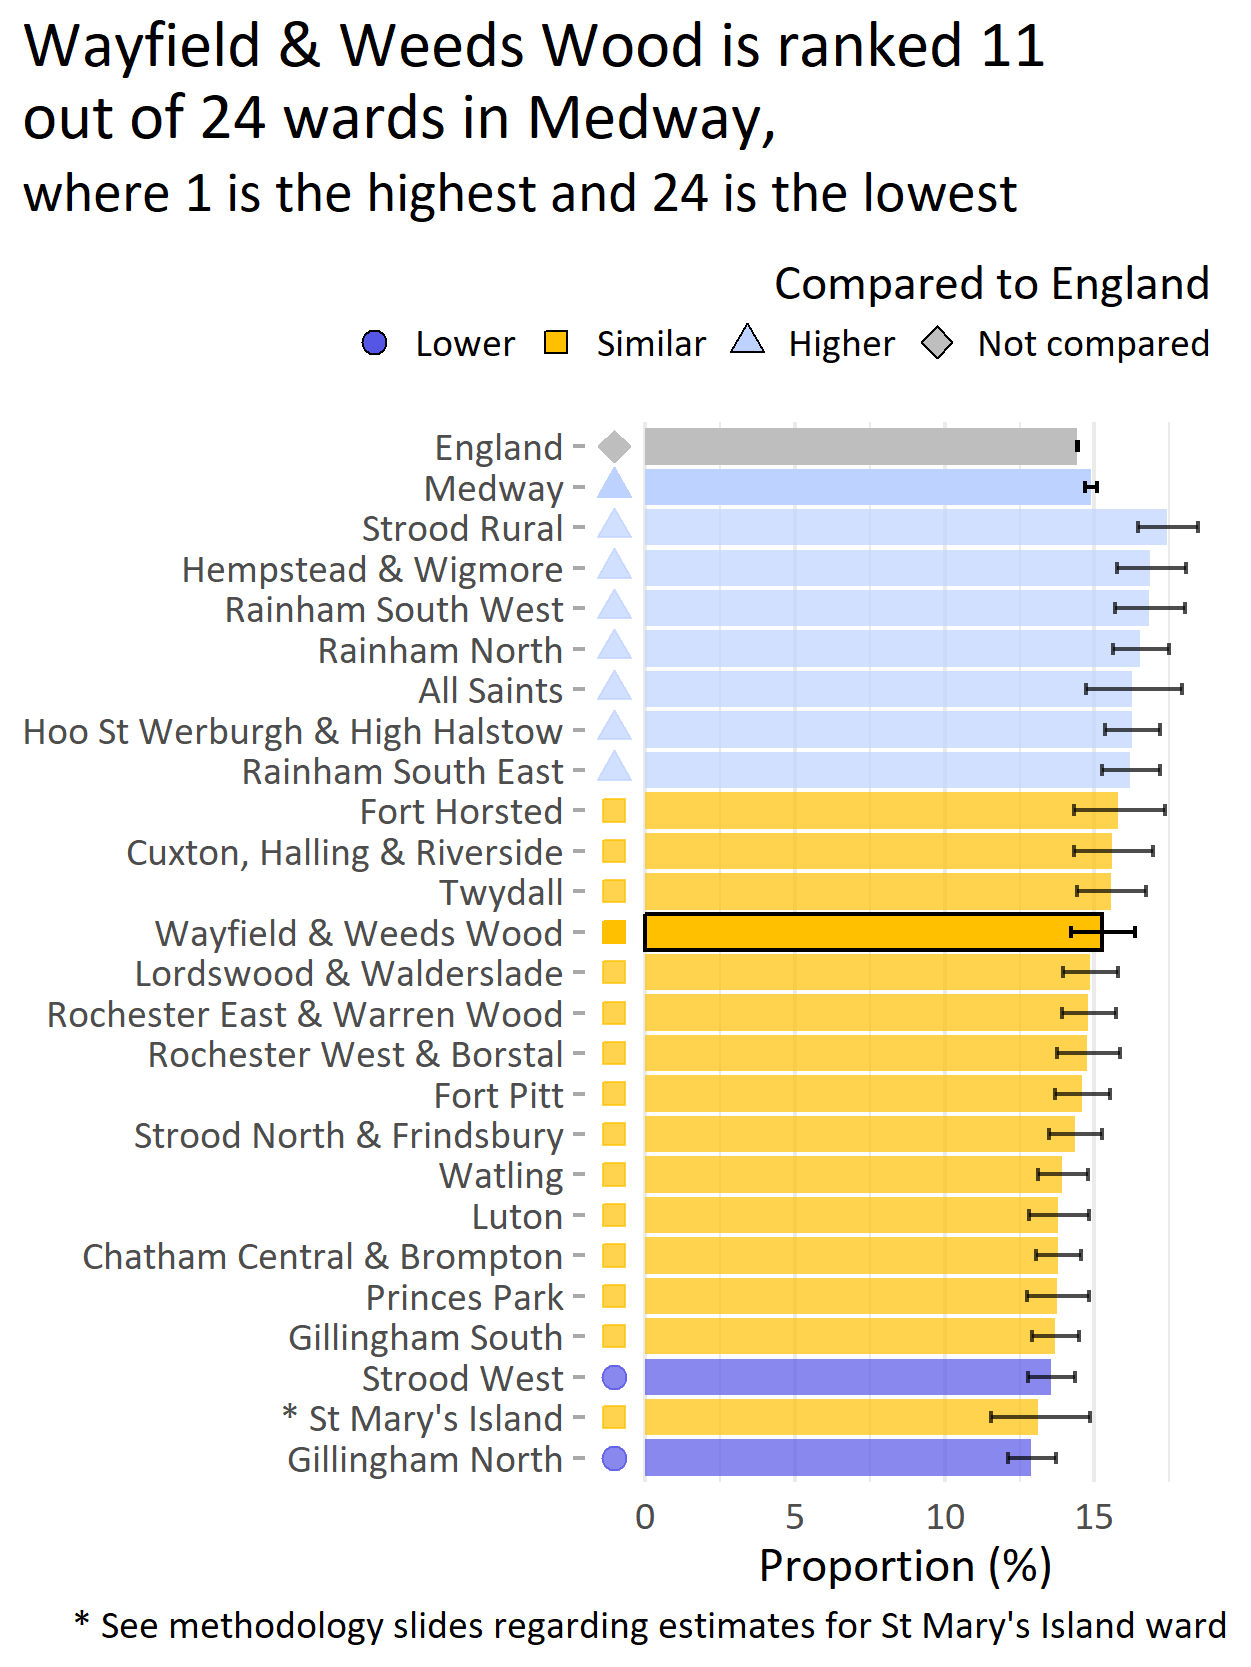 Wayfield & Weeds Wood is ranked 11
out of 24 wards in Medway,
where 1 is the highest and 24 is the lowest
Compared to England
Lower Similar Higher Not compared
England
Medway
Strood Rural
Hempstead & Wigmore
Rainham South West
Rainham North
All Saints
Hoo St Werburgh & High Halstow
Rainham South East
Fort Horsted
Cuxton, Halling & Riverside
Twydall
Wayfield & Weeds Wood
Lordswood & Walderslade
Rochester East & Warren Wood
Rochester West & Borstal
Fort Pitt
Strood North & Frindsbury
Watling
Luton
Chatham Central & Brompton
Princes Park
Gillingham South
Strood West
* St Mary's Island
Gillingham North
0 5 10 15
Proportion (%)
* See methodology slides regarding estimates for St Mary's Island ward